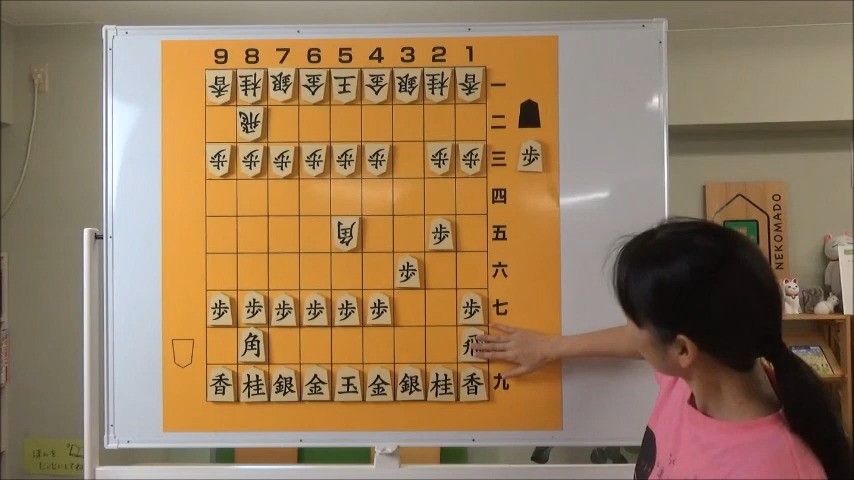 9 8 7 6 5 4 3 2 1
香 桂 銀 金 王 金 銀 桂 香 一
飛 二
歩 歩 歩 歩 歩 歩 歩 歩 三 歩
四
角 歩 五
歩 六
歩 歩 歩 歩 歩 歩 歩 七
角 飛 八
香 桂 銀 金 玉 金 銀 桂 香 九
NEKOMADO